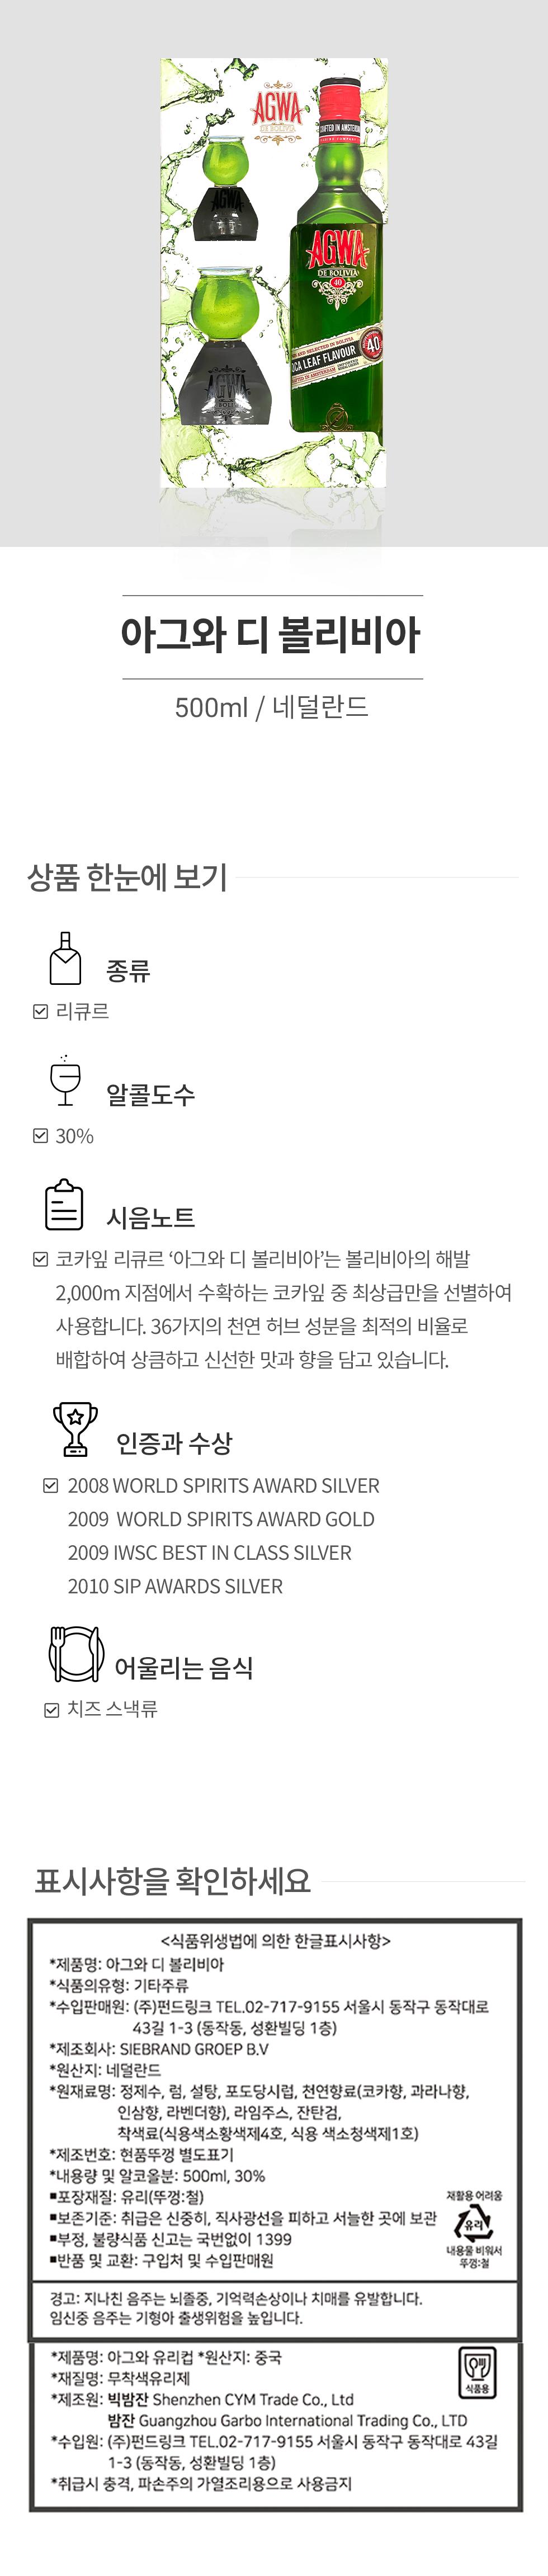 AGWA
DE BOLIVIA
CRAFTED IN AMSTERDAM
AGWA
AGWA
DE BOLIVIA
40
CA LEAF FLAVOUR
40
AGWA
아그와 디 볼리비아
500ml / 네덜란드
상품 한눈에 보기
종류
리큐르
알콜도수
30%
시음노트
코카잎 리큐르 ‘아그와 디 볼리비아’는 볼리비아의 해발
2,000m 지점에서 수확하는 코카잎 중 최상급만을 선별하여
사용합니다. 36가지의 천연 허브 성분을 최적의 비율로
배합하여 상큼하고 신선한 맛과 향을 담고 있습니다.
인증과 수상
2008 WORLD SPIRITS AWARD SILVER
2009 WORLD SPIRITS AWARD GOLD
2009 IWSC BEST IN CLASS SILVER
2010 SIP AWARDS SILVER
어울리는 음식
치즈 스낵류
표시사항을 확인하세요
<식품위생법에 의한 한글표시사항>
*제품명: 아그와 디 볼리비아
*식품의유형: 기타주류
*수입판매원: (주)펀드링크 TEL.02-717-9155 서울시 동작구 동작대로
43길 1-3 (동작동, 성환빌딩 1층)
*제조회사: SIEBRAND GROEP B.V
*원산지: 네덜란드
*원재료명: 정제수, 럼, 설탕, 포도당시럽, 천연향료(코카향, 과라나향,
인삼향, 라벤더향), 라임주스, 잔탄검,
착색료(식용색소황색제4호, 식용 색소청색제1호)
*제조번호: 현품뚜껑 별도표기
*내용량 및 알코올분: 500ml, 30%
■포장재질: 유리(뚜껑:철)
■보존기준: 취급은 신중히, 직사광선을 피하고 서늘한 곳에 보관
■부정, 불량식품 신고는 국번없이 1399
■반품 및 교환: 구입처 및 수입판매원
재활용 어려움
유리
내용물 비워서
뚜껑:철
경고: 지나친 음주는 뇌졸중, 기억력손상이나 치매를 유발합니다.
임신중 음주는 기형아 출생위험을 높입니다.
*제품명: 아그와 유리컵 *원산지: 중국
*재질명: 무착색유리제
*제조원: 빅밤잔 Shenzhen CYM Trade Co., Ltd
밤잔 Guangzhou Garbo International Trading Co., LTD
*수입원: (주)펀드링크 TEL.02-717-9155 서울시 동작구 동작대로 43길
1-3 (동작동, 성환빌딩 1층)
*취급시 충격, 파손주의 가열조리용으로 사용금지
식품용